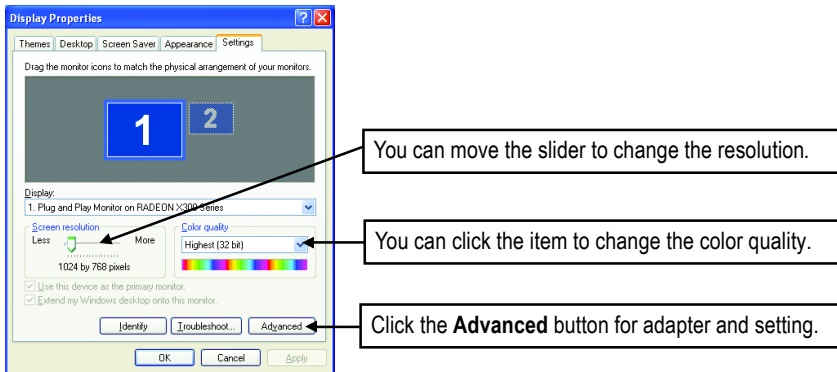 Display Properties
Themes Desktop Screen Saver Appearance Settings
Drag the monitor icons to match the physical arrangement of your monitors.
1 2
You can move the slider to change the resolution.
Display:
1. Plug and Play Monitor on RADEON X300 Series
Screen resolution
Less More
1024 by 768 pixels
Color quality
Highest (32 bit)
You can click the item to change the color quality.
Use this device as the primary monitor.
Extend my Windows desktop onto this monitor.
Identify Troubleshoot... Advanced
Click the Advanced button for adapter and setting.
OK Cancel Apply